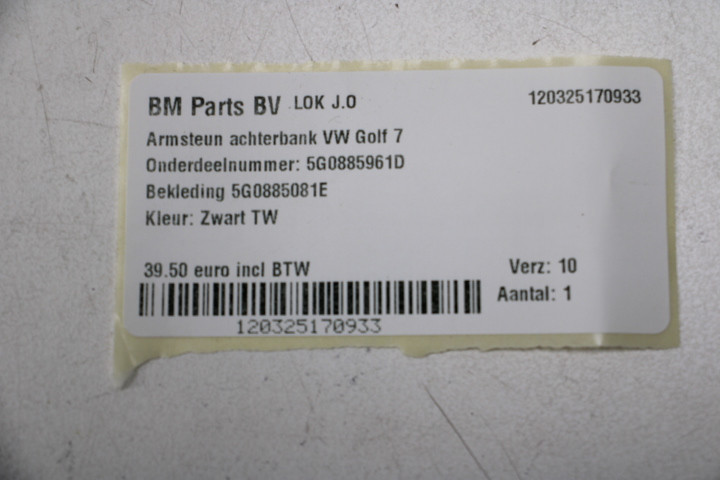 BM Parts BV LOK J.O 120325170933
Armsteun achterbank VW Golf 7
Onderdeelnummer: 5G0885961D
Bekleding 5G0885081E
Kleur: Zwart TW
39.50 euro incl BTW Verz: 10
Aantal: 1
120325170933